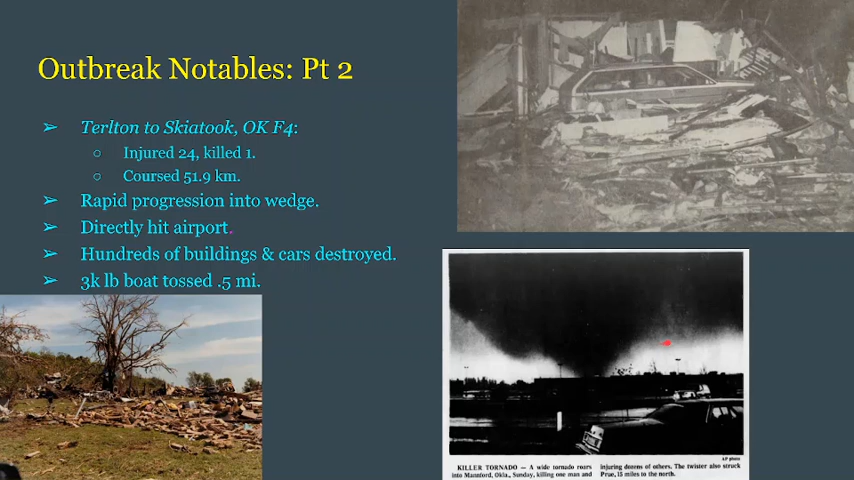 Outbreak Notables: Pt 2
➢ Terlton to Skiatook, OK F4:
○ Injured 24, killed 1.
○ Coursed 51.9 km.
➢ Rapid progression into wedge.
➢ Directly hit airport.
➢ Hundreds of buildings & cars destroyed.
➢ 3k lb boat tossed .5 mi.
AP photo
KILLER TORNADO — A wide tornado roars
into Mannford, Okla., Sunday, killing one man and
injuring dozens of others. The twister also struck
Prue, 15 miles to the north.